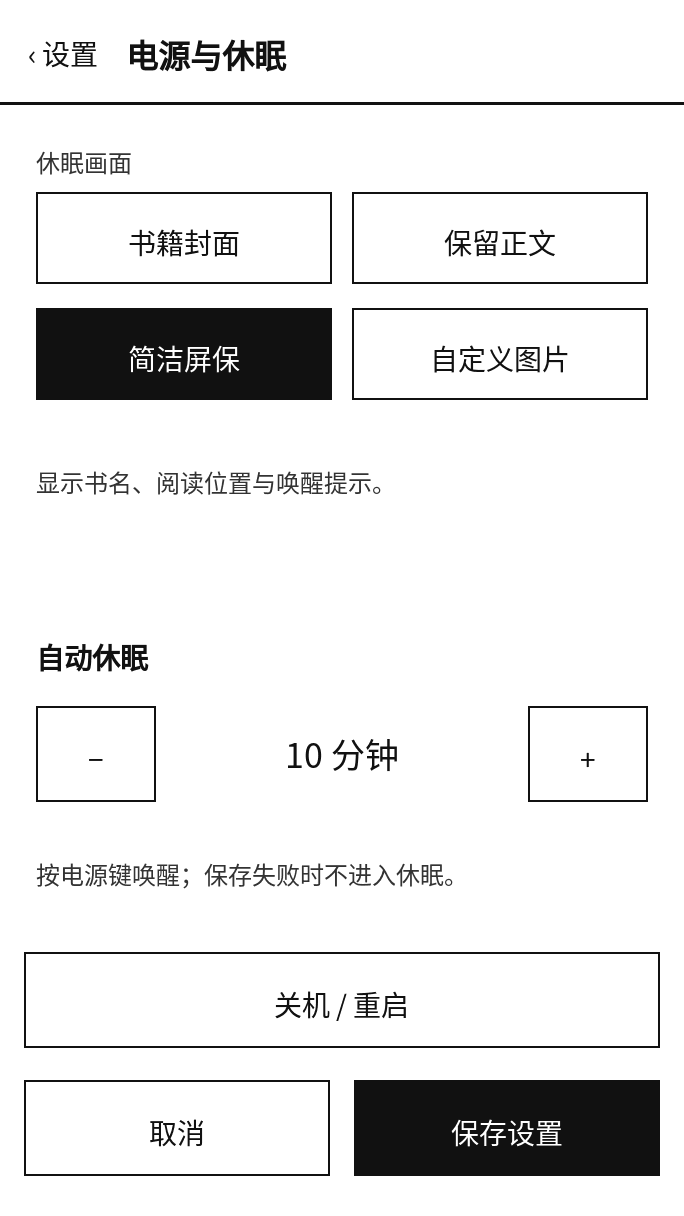 ‹ 设置 电源与休眠
休眠画面
书籍封面 保留正文
简洁屏保 自定义图片
显示书名、阅读位置与唤醒提示。
自动休眠
− 10 分钟 +
按电源键唤醒；保存失败时不进入休眠。
关机 / 重启
取消 保存设置